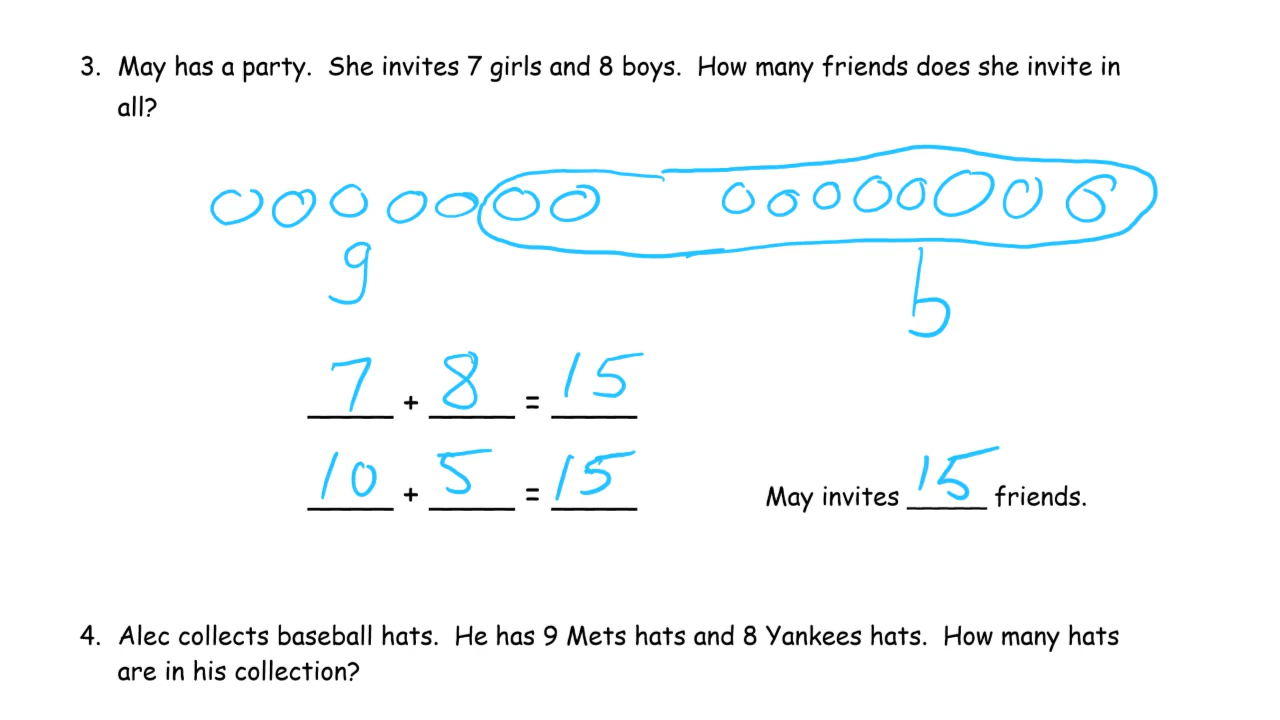 3. May has a party. She invites 7 girls and 8 boys. How many friends does she invite in
all?
g b
7 + 8 = 15
10 + 5 = 15
May invites 15 friends.
4. Alec collects baseball hats. He has 9 Mets hats and 8 Yankees hats. How many hats
are in his collection?